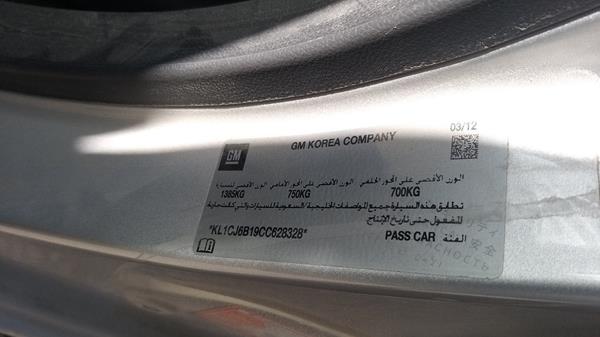 03/12
GM
GM KOREA COMPANY
الوزن الأقصى على المحور الخلفي الوزن الأقصى على المحور الأمامي الوزن الأقصى للسيارة
700KG 750KG 1385KG
تطابق هذه السيارة جميع المواصفات الخليجية / السعودية للسيارات والتي كانت سارية
المفعول حتى تاريخ الإنتاج.
*KL1CJ6B19CC628328* PASS CAR الفئة